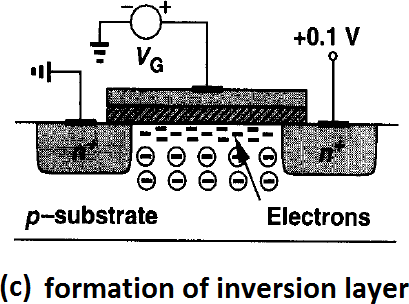 − +
V_G
+0.1 V
n+
n+
p–substrate
Electrons
(c) formation of inversion layer